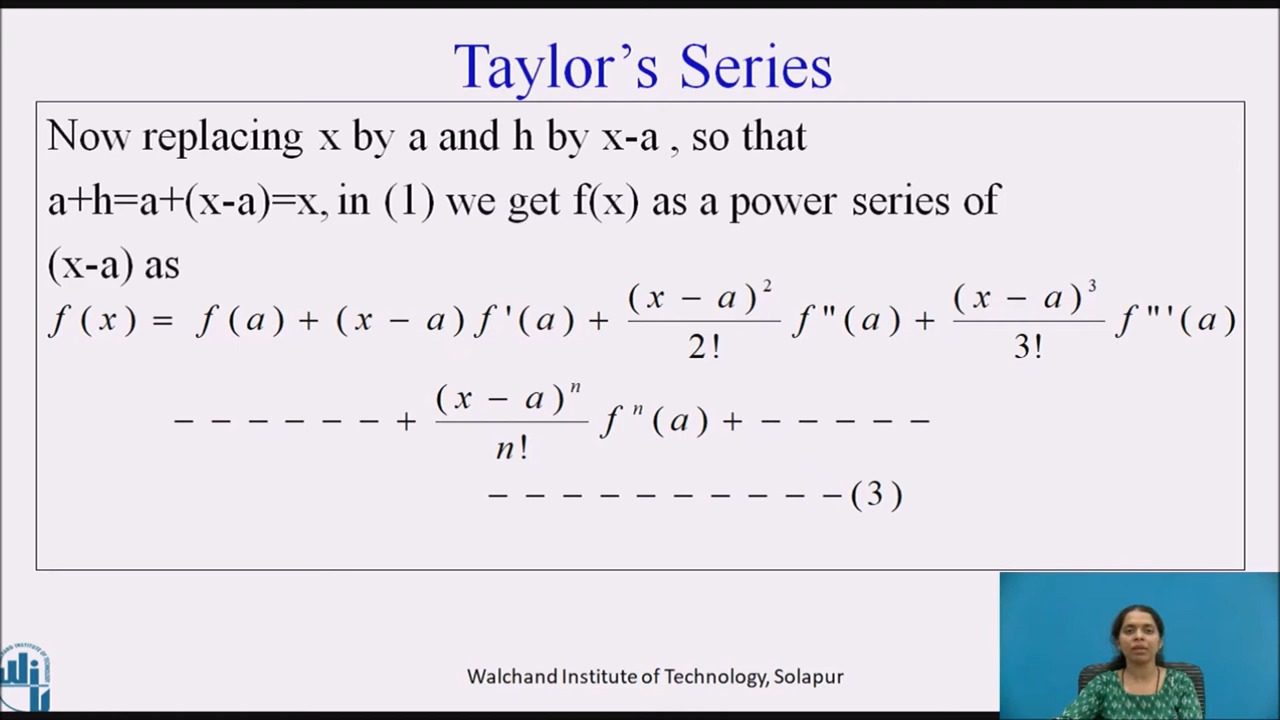 Taylor's Series
Now replacing x by a and h by x-a , so that
a+h=a+(x-a)=x, in (1) we get f(x) as a power series of
(x-a) as
f (x) = f(a) + (x − a) f '(a) + (x − a)² / 2! f "(a) + (x − a)³ / 3! f "' '(a)
− − − − − − + (x − a)ⁿ / n! f ⁿ (a) + − − − − −
− − − − − − − − − − (3)
Walchand Institute of Technology, Solapur